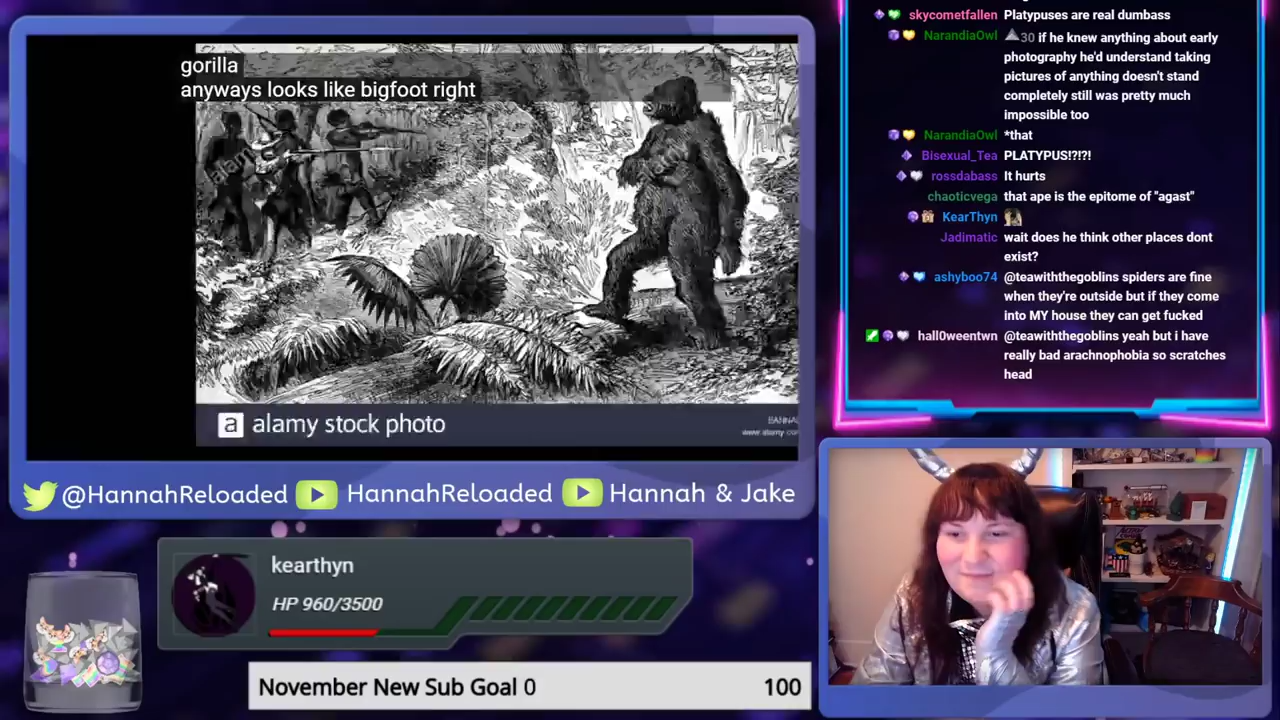 gorilla
anyways looks like bigfoot right
alamy
alamy
a alamy stock photo
@HannahReloaded HannahReloaded Hannah & Jake
kearthyn
HP 960/3500
November New Sub Goal 0 100
skycometfallen Platypuses are real dumbass
NarandiaOwl 30 if he knew anything about early
photography he'd understand taking
pictures of anything doesn't stand
completely still was pretty much
impossible too
NarandiaOwl *that
Bisexual_Tea PLATYPUS!?!?!
rossdabass It hurts
chaoticvega that ape is the epitome of "agast"
KearThyn
Jadimatic wait does he think other places dont
exist?
ashyboo74 @teawiththegoblins spiders are fine
when they're outside but if they come
into MY house they can get fucked
hall0weentwn @teawiththegoblins yeah but i have
really bad arachnophobia so scratches
head